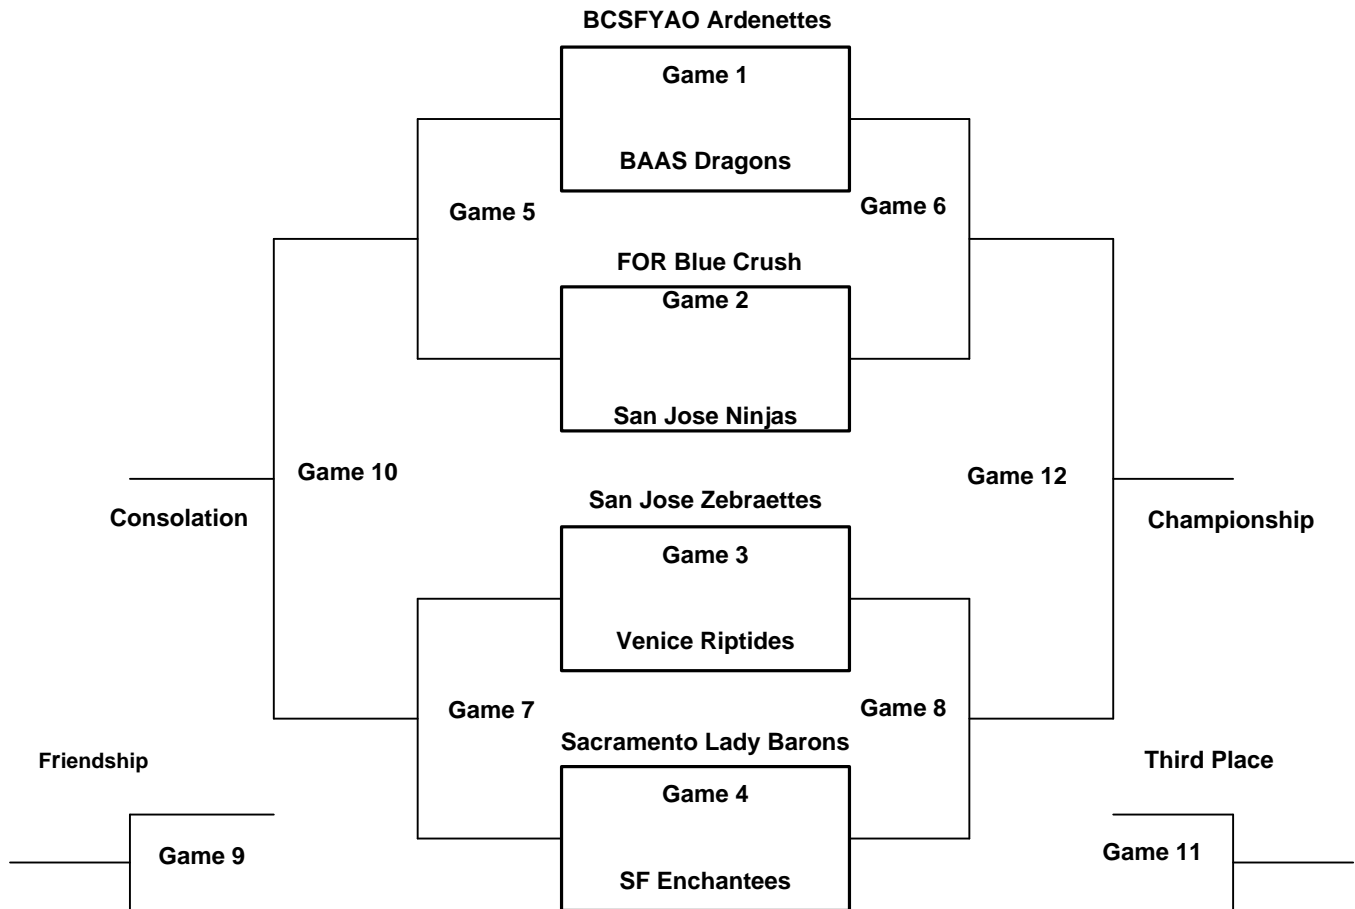 BCSFYAO Ardenettes
Game 1
BAAS Dragons
Game 5
Game 6
FOR Blue Crush
Game 2
San Jose Ninjas
Game 10
Game 12
San Jose Zebraettes
Consolation
Championship
Game 3
Venice Riptides
Game 7
Game 8
Sacramento Lady Barons
Friendship
Third Place
Game 4
Game 9
Game 11
SF Enchantees